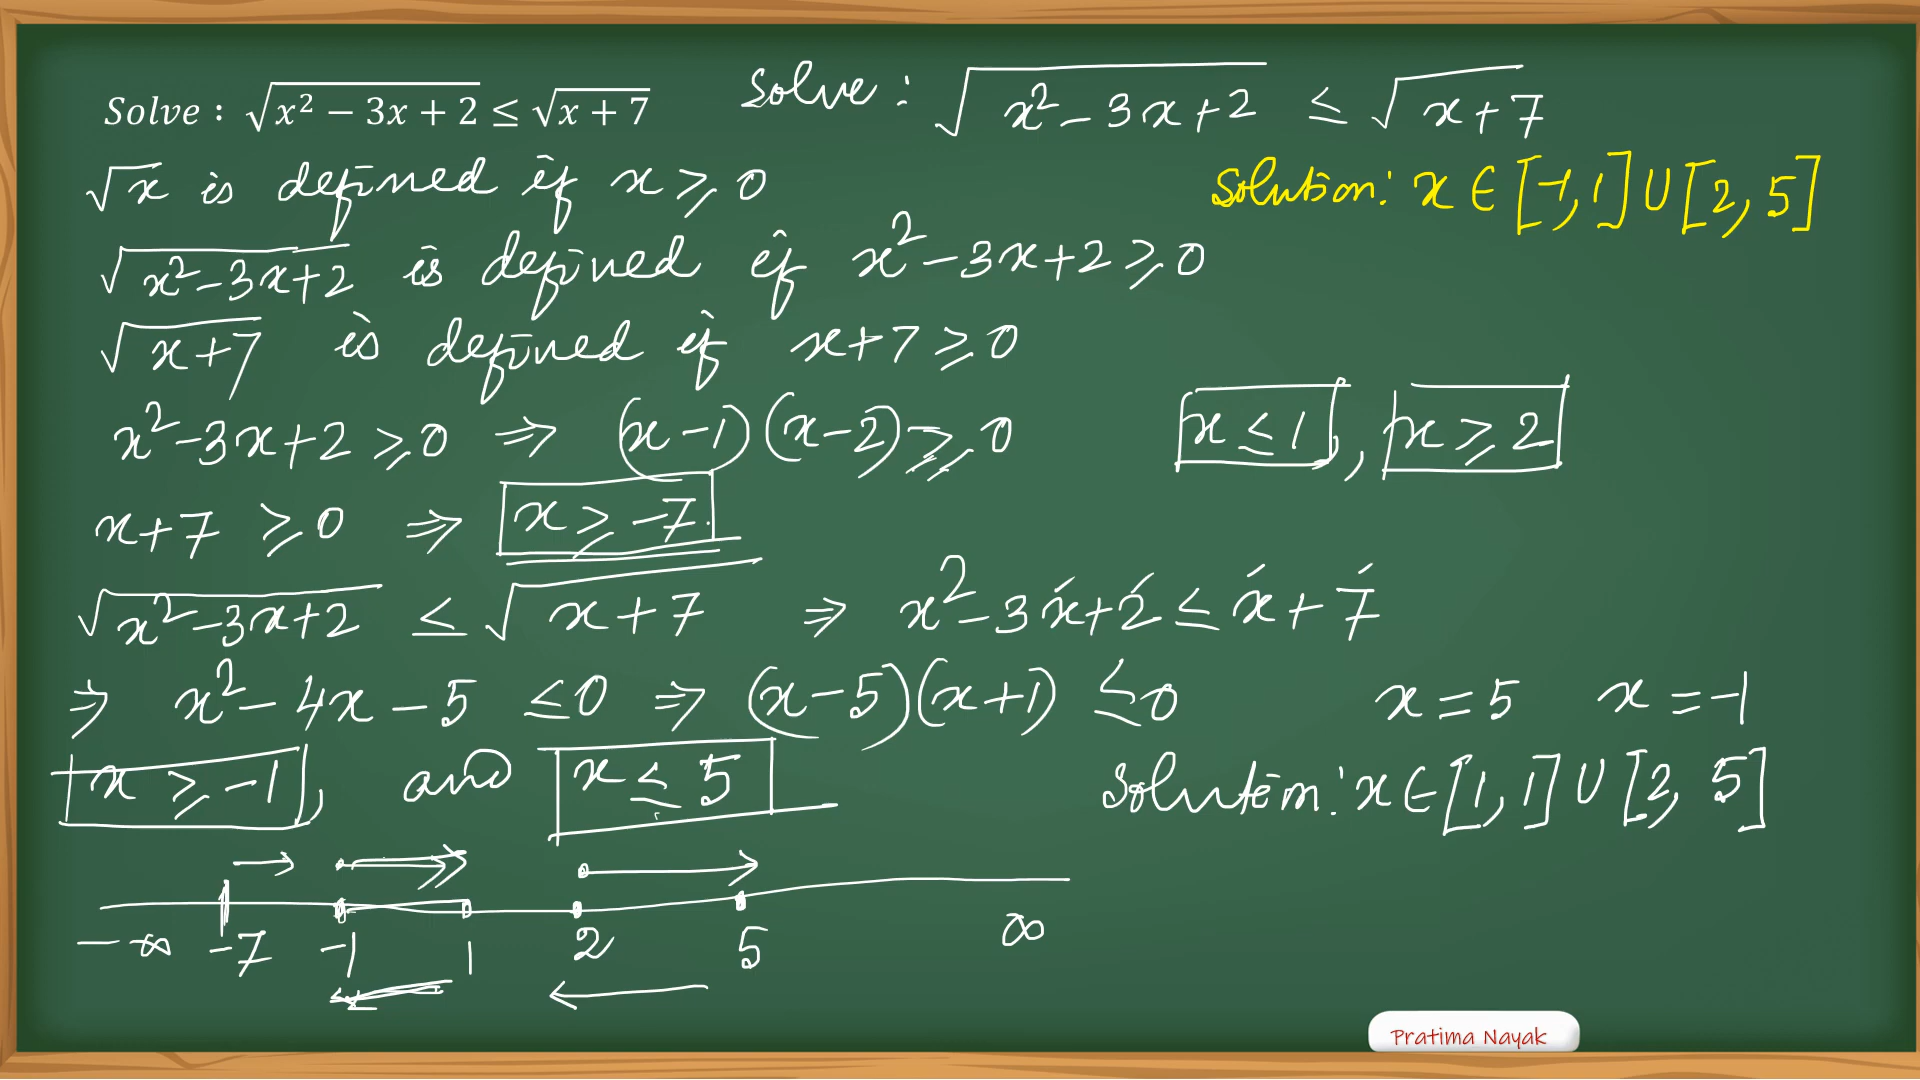 Solve : √(x² − 3x + 2) ≤ √(x + 7)
Solve : √(x² − 3x + 2) ≤ √(x + 7)
√x is defined if x ≥ 0
Solution: x ∈ [-1, 1] ∪ [2, 5]
√(x² − 3x + 2) is defined if x² − 3x + 2 ≥ 0
√(x + 7) is defined if x + 7 ≥ 0
x² − 3x + 2 ≥ 0 ⇒ (x − 1)(x − 2) ≥ 0 x ≤ 1, x ≥ 2
x + 7 ≥ 0 ⇒ x ≥ −7.
√(x² − 3x + 2) ≤ √(x + 7) ⇒ x² − 3x + 2 ≤ x + 7
⇒ x² − 4x − 5 ≤ 0 ⇒ (x − 5)(x + 1) ≤ 0 x = 5 x = −1
x ≥ −1, and x ≤ 5 Solution: x ∈ [1, 1] ∪ [2, 5]
−∞ −7 −1 1 2 5 ∞
Pratima Nayak